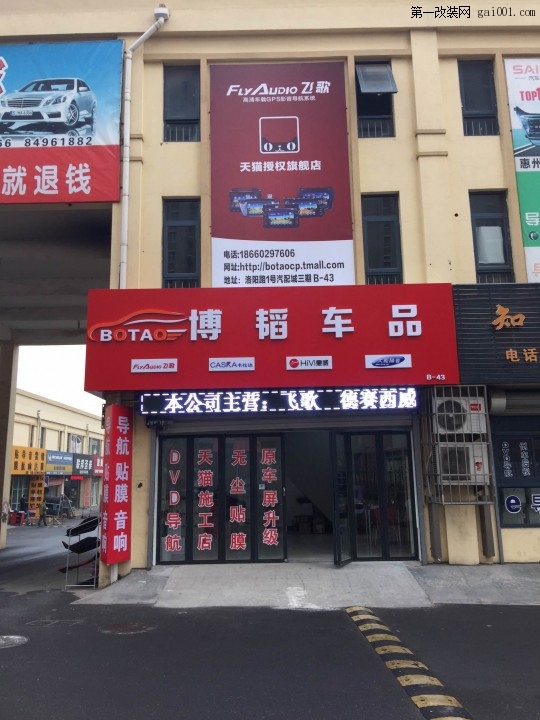 第一改装网 gai001.com
FLYAUDIO 飞歌
高清车载GPS影音导航系统
天猫授权旗舰店
电话:18660297606
网址:http://botaocp.tmall.com
地址:洛阳路1号汽配城三期 B-43
84961882
就退钱
SAI
TOP1
惠州
BOTAO 博韬车品
FLYAUDIO 飞歌
CASKA 卡仕达
HiVi 惠威
B-43
知
电话
本公司主营:飞歌 德赛西威
导航 贴膜 音响
DVD导航
天猫施工店
无尘贴膜
原车屏升级
e导